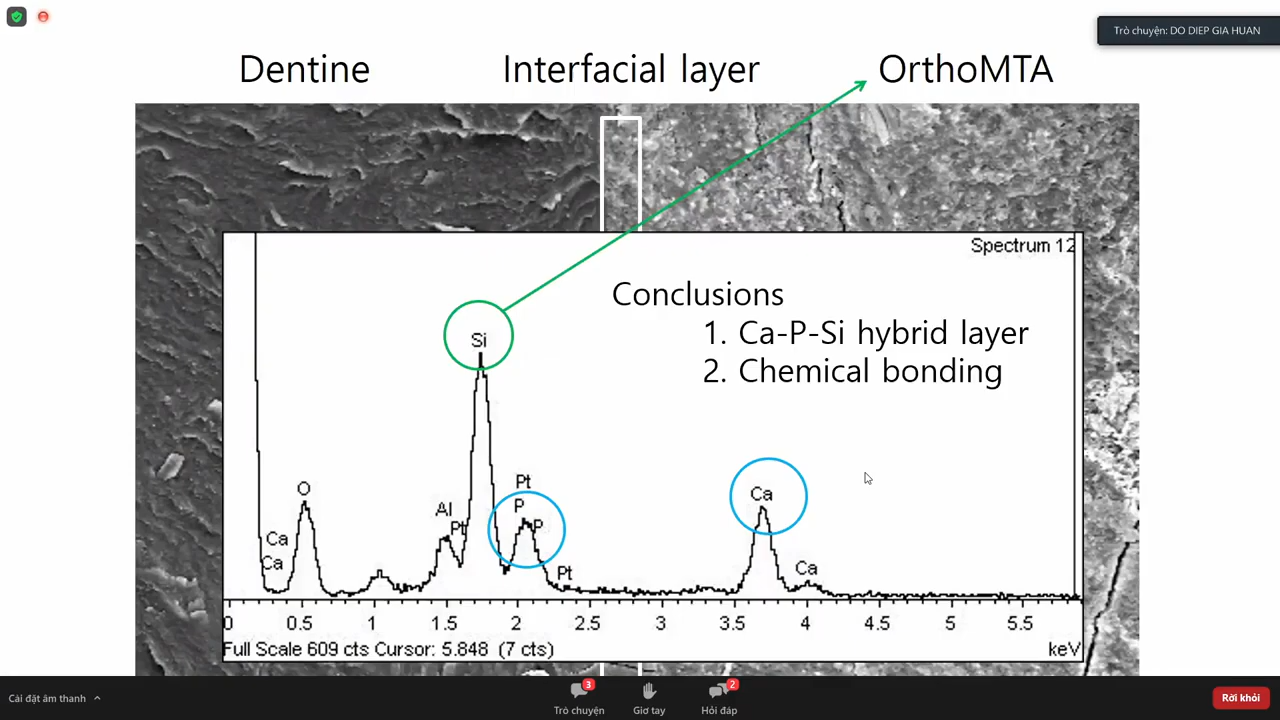 Trò chuyện: DO DIEP GIA HUAN
Dentine
Interfacial layer
OrthoMTA
Spectrum 12
Conclusions
1. Ca-P-Si hybrid layer
2. Chemical bonding
Si
Pt
O
P
P
Al
Pt
Ca
Ca
Ca
Ca
Pt
0 0.5 1 1.5 2 2.5 3 3.5 4 4.5 5 5.5
Full Scale 609 cts Cursor: 5.848 (7 cts)
keV
Cài đặt âm thanh
3
Trò chuyện
Giơ tay
2
Hỏi đáp
Rời khỏi